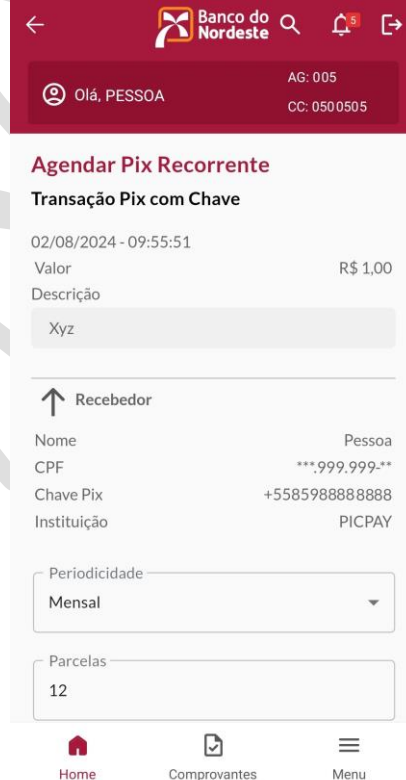 Banco do
Nordeste
5
Olá, PESSOA
AG: 005
CC: 0500505
Agendar Pix Recorrente
Transação Pix com Chave
02/08/2024 - 09:55:51
Valor R$ 1,00
Descrição
Xyz
Recebedor
Nome Pessoa
CPF ***.999.999-**
Chave Pix +5585988888888
Instituição PICPAY
Periodicidade
Mensal
Parcelas
12
Home Comprovantes Menu